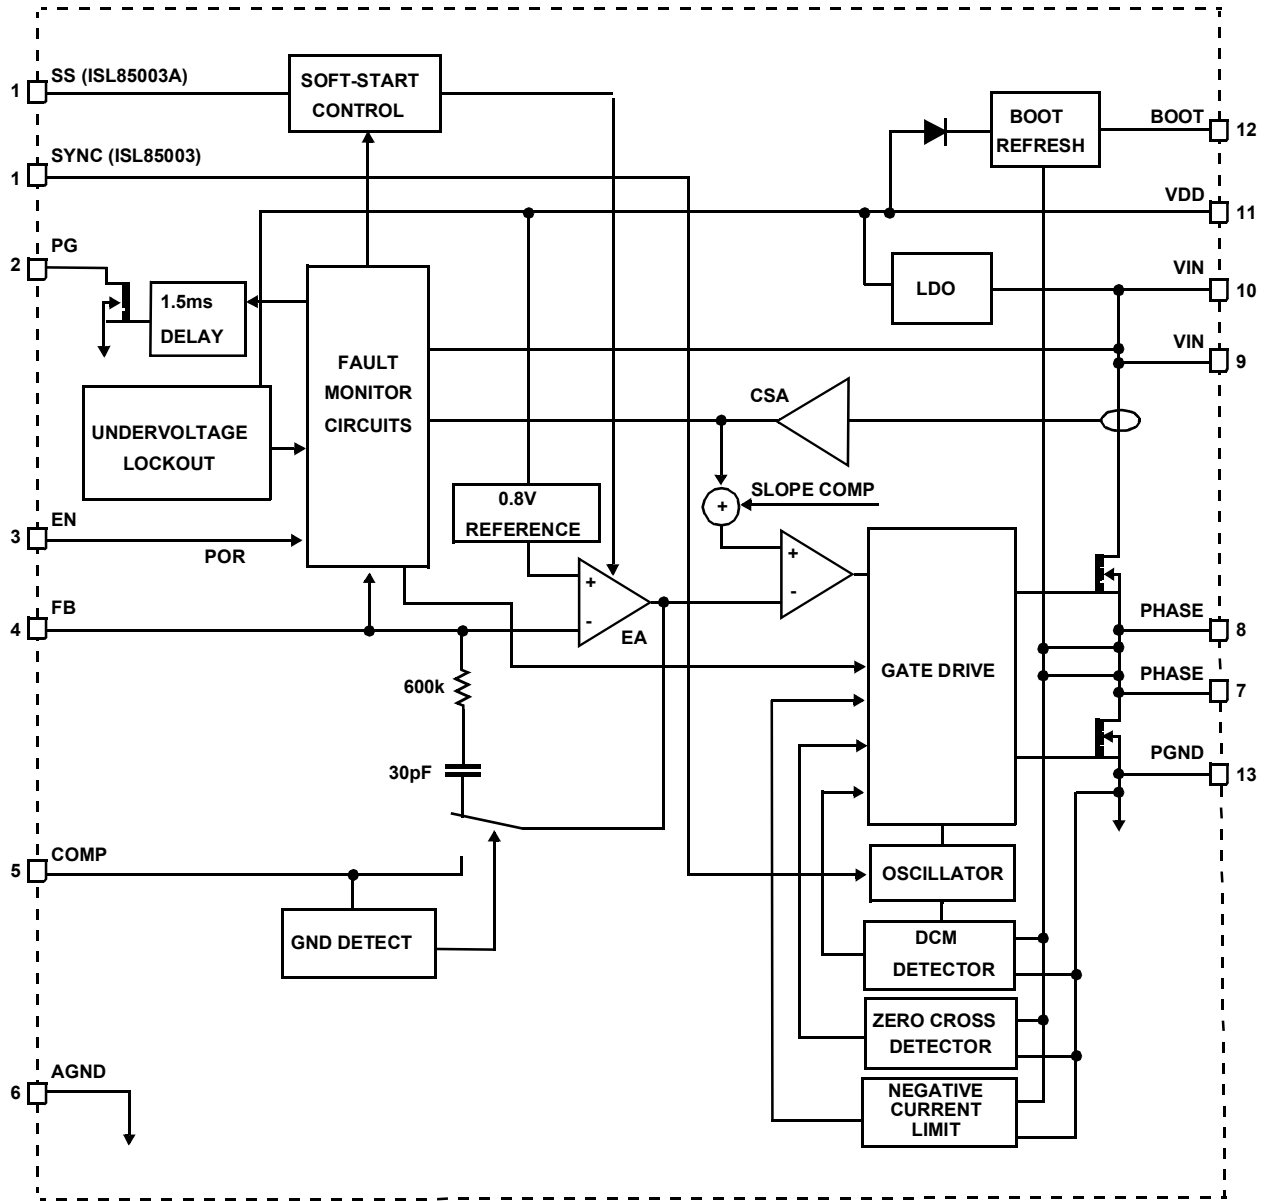 SS (ISL85003A)
1
SOFT-START
CONTROL
SYNC (ISL85003)
1
BOOT
REFRESH
BOOT
12
VDD
11
PG
2
1.5ms
DELAY
LDO
VIN
10
VIN
9
FAULT
MONITOR
CIRCUITS
CSA
UNDERVOLTAGE
LOCKOUT
0.8V
REFERENCE
+
SLOPE COMP
EN
3
POR
+
-
EA
+
-
FB
4
GATE DRIVE
PHASE
8
PHASE
7
600k
30pF
PGND
13
COMP
5
GND DETECT
OSCILLATOR
DCM
DETECTOR
ZERO CROSS
DETECTOR
NEGATIVE
CURRENT
LIMIT
AGND
6